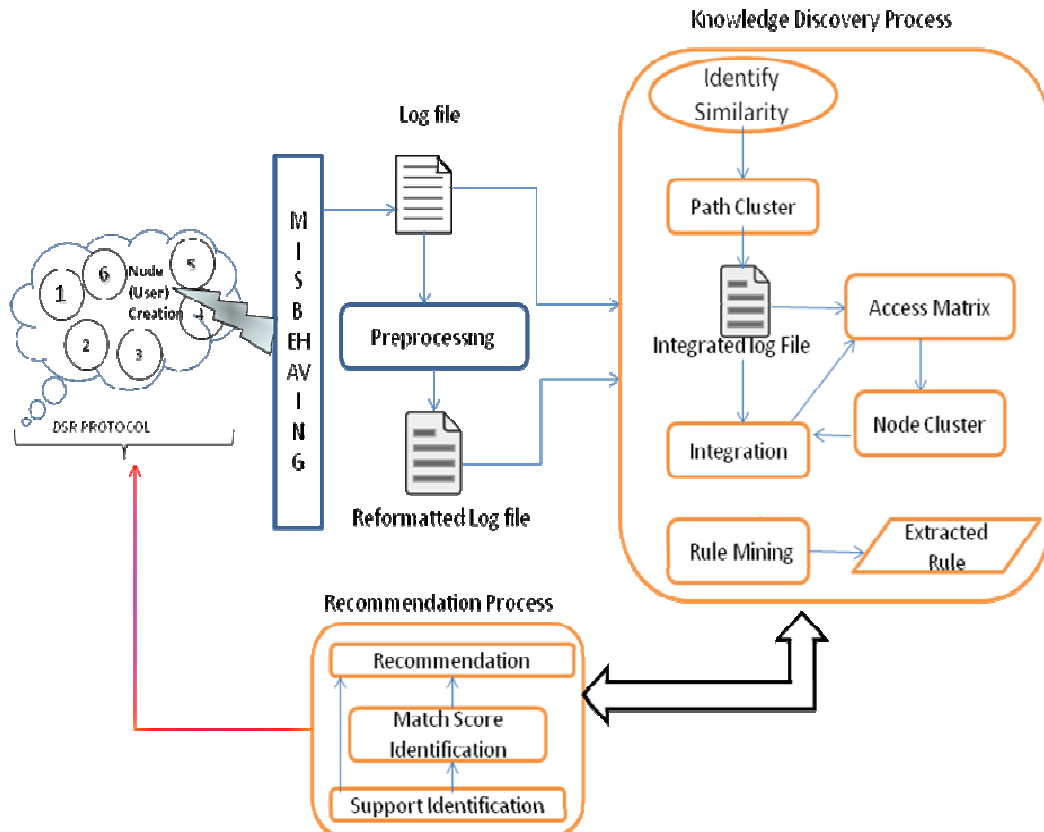 Knowledge Discovery Process
Identify
Similarity
Path Cluster
Integrated log File
Access Matrix
Node Cluster
Integration
Rule Mining
Extracted
Rule
Log file
Preprocessing
Reformatted Log file
M
I
S
B
EH
AV
I
N
G
1
6
5
Node
(User)
Creation
2
3
DSR PROTOCOL
Recommendation Process
Recommendation
Match Score
Identification
Support Identification